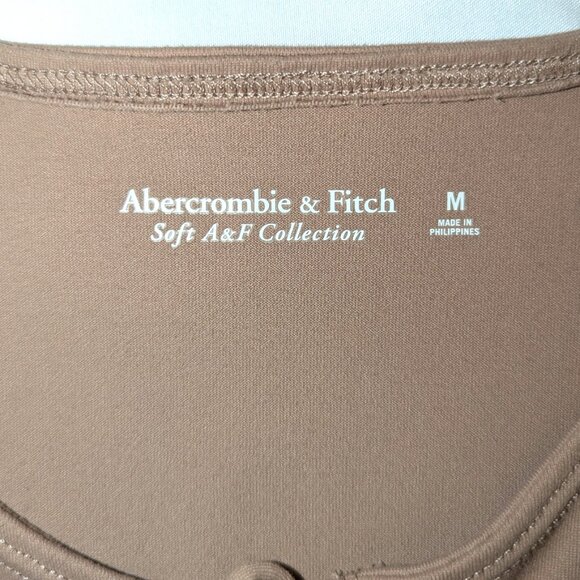 Abercrombie & Fitch
Soft A&F Collection
M
MADE IN
PHILIPPINES